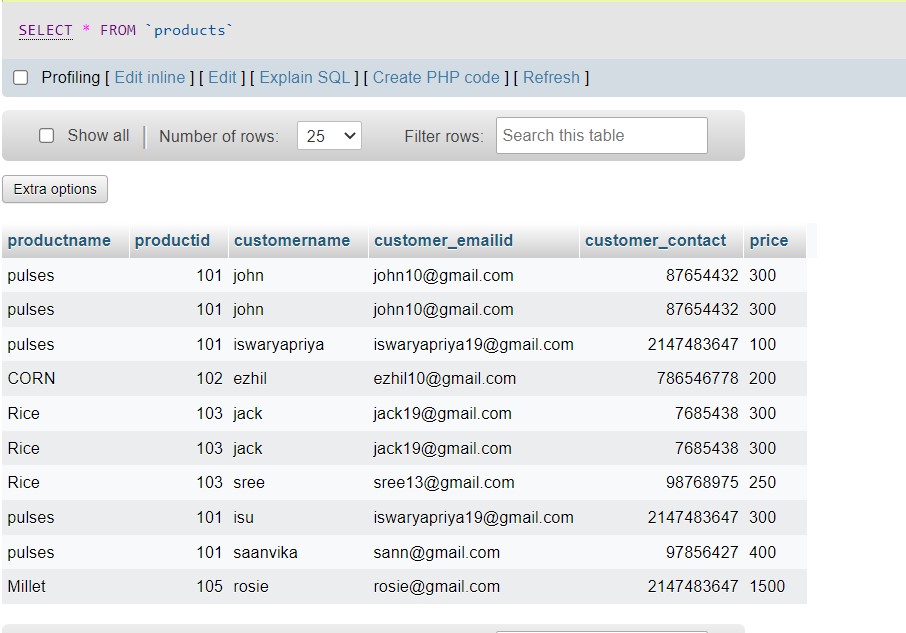 SELECT * FROM `products`
Profiling [ Edit inline ] [ Edit ] [ Explain SQL ] [ Create PHP code ] [ Refresh ]
Show all Number of rows: 25 Filter rows: Search this table
Extra options
productname productid customername customer_emailid customer_contact price
pulses 101 john john10@gmail.com 87654432 300
pulses 101 john john10@gmail.com 87654432 300
pulses 101 iswaryapriya iswaryapriya19@gmail.com 2147483647 100
CORN 102 ezhil ezhil10@gmail.com 786546778 200
Rice 103 jack jack19@gmail.com 7685438 300
Rice 103 jack jack19@gmail.com 7685438 300
Rice 103 sree sree13@gmail.com 98768975 250
pulses 101 isu iswaryapriya19@gmail.com 2147483647 300
pulses 101 saanvika sann@gmail.com 97856427 400
Millet 105 rosie rosie@gmail.com 2147483647 1500